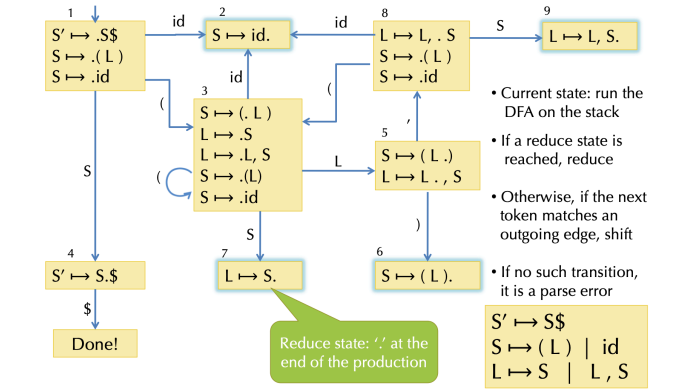 1
S' ↦ .S$
S ↦ .( L )
S ↦ .id
id
2
S ↦ id.
id
8
L ↦ L, . S
S ↦ .( L )
S ↦ .id
S
9
L ↦ L, S.
(
id
(
3
S ↦ (. L )
L ↦ .S
L ↦ .L, S
S ↦ .(L)
S ↦ .id
(
L
,
5
S ↦ ( L .)
L ↦ L . , S
S
S
)
4
S' ↦ S.$
7
L ↦ S.
6
S ↦ ( L ).
$
Done!
Reduce state: '.' at the
end of the production
• Current state: run the
DFA on the stack
• If a reduce state is
reached, reduce
• Otherwise, if the next
token matches an
outgoing edge, shift
• If no such transition,
it is a parse error
S' ↦ S$
S ↦ ( L ) | id
L ↦ S | L , S